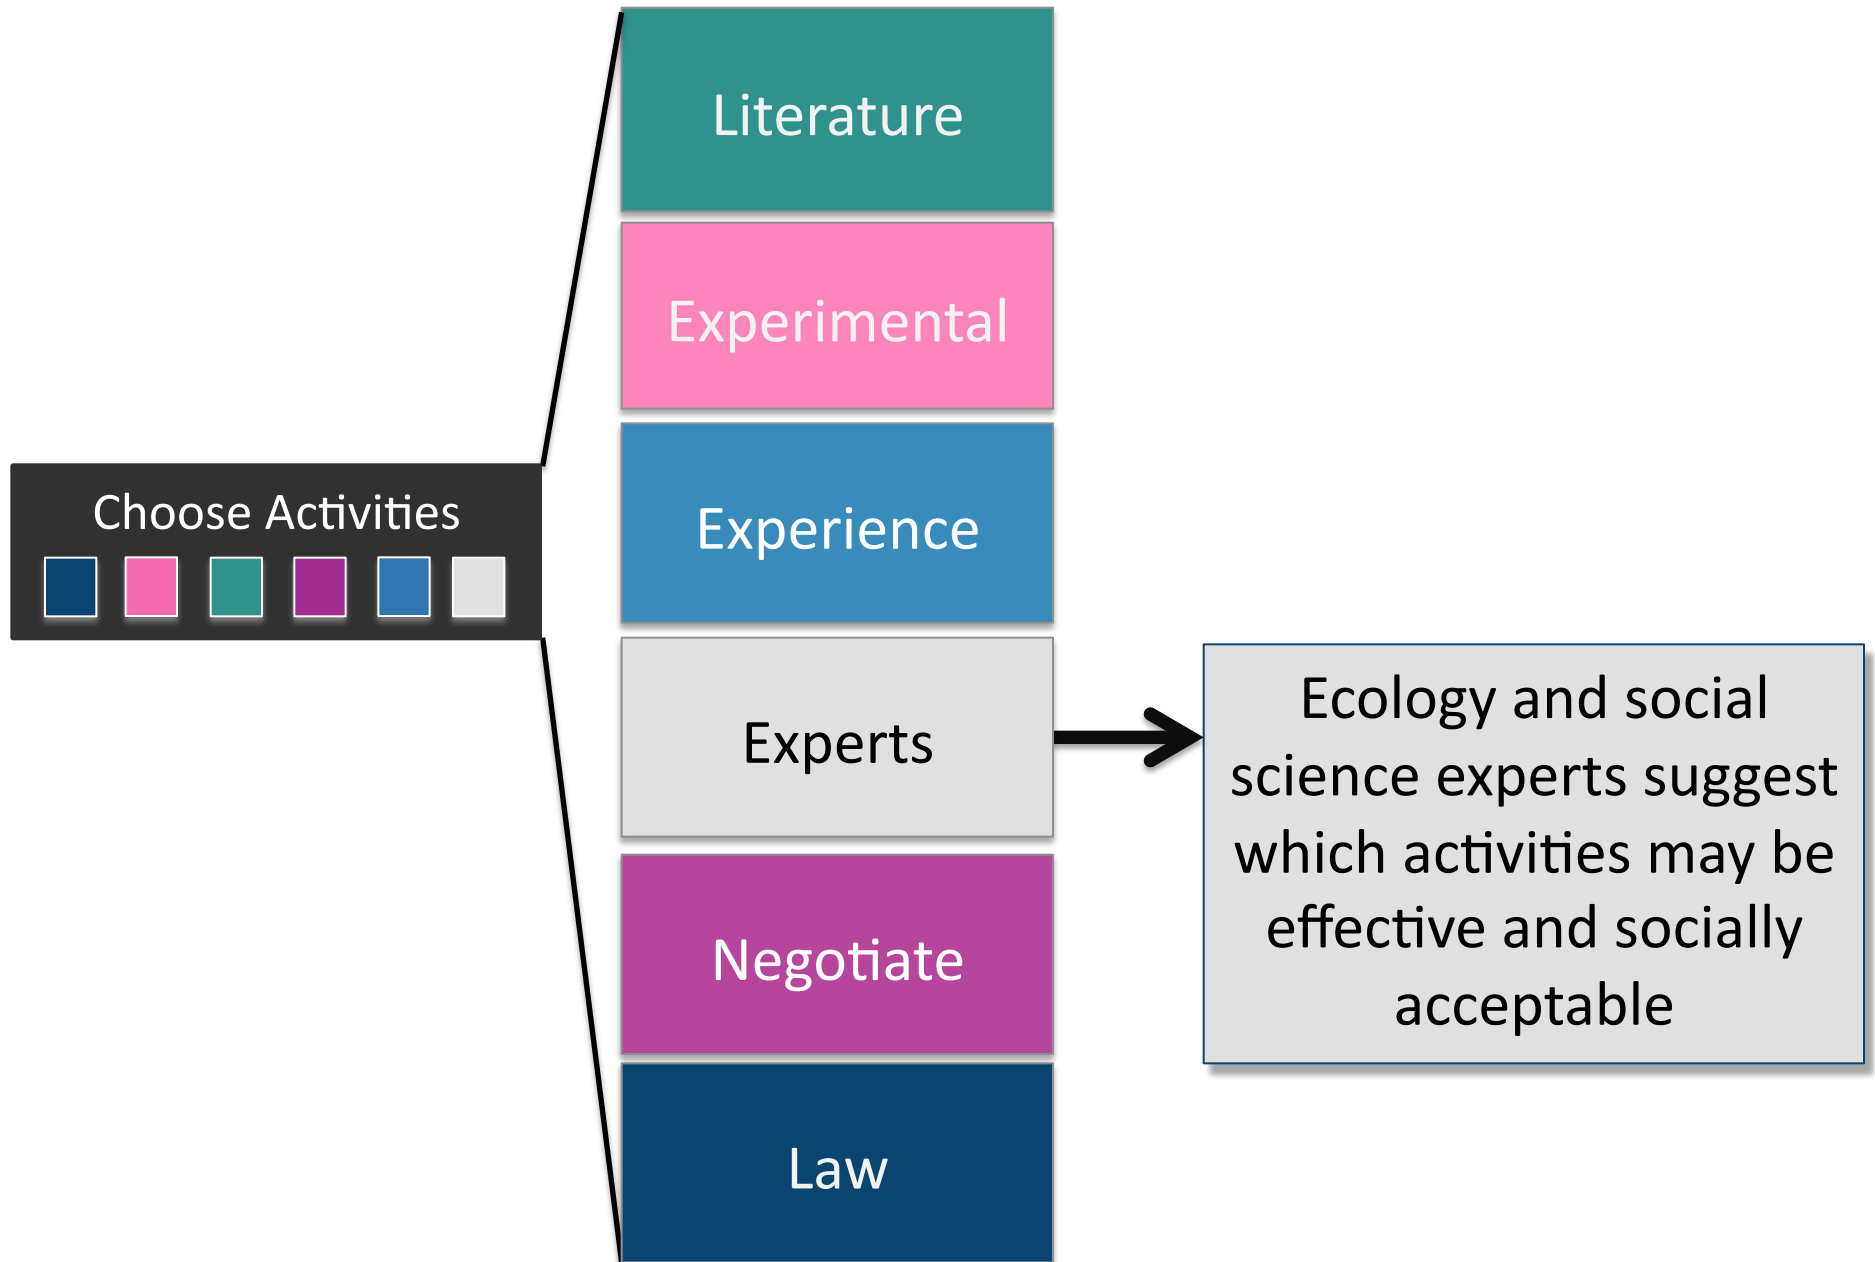 Literature
Experimental
Choose Activities
Experience
Experts
Ecology and social
science experts suggest
which activities may be
effective and socially
acceptable
Negotiate
Law